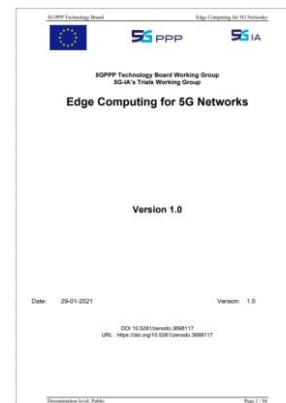 5G PPP Technology Board Edge Computing for 5G Networks
5G PPP 5G IA
5GPPP Technology Board Working Group
5G-IA's Trials Working Group
Edge Computing for 5G Networks
Version 1.0
Date: 29-01-2021 Version: 1.0
DOI 10.5281/zenodo.3698117
URL https://doi.org/10.5281/zenodo.3698117
Dissemination level: Public Page 1 / 96